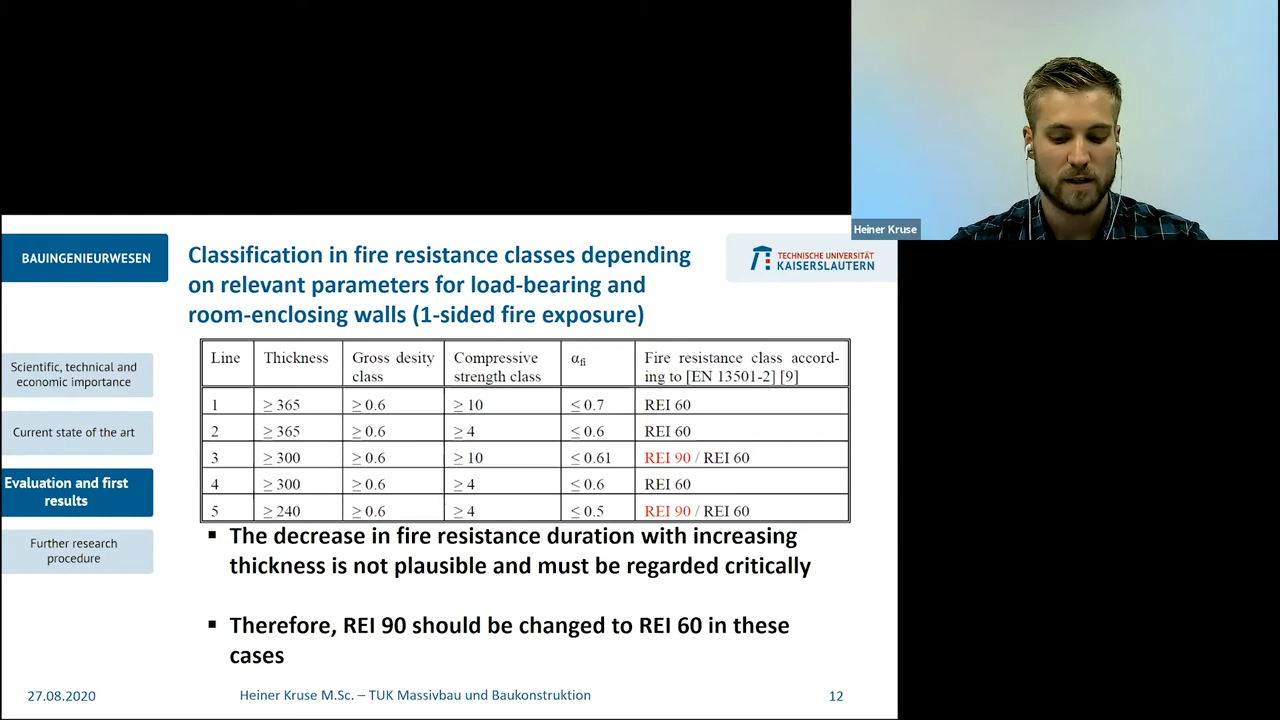 Heiner Kruse
BAUINGENIEURWESEN
Classification in fire resistance classes depending
on relevant parameters for load-bearing and
room-enclosing walls (1-sided fire exposure)
TECHNISCHE UNIVERSITÄT
KAISERSLAUTERN
Scientific, technical and
economic importance
Current state of the art
Evaluation and first
results
Further research
procedure
Line Thickness Gross desity class Compressive strength class αfi Fire resistance class accord-
ing to [EN 13501-2] [9]
1 ≥ 365 ≥ 0.6 ≥ 10 ≤ 0.7 REI 60
2 ≥ 365 ≥ 0.6 ≥ 4 ≤ 0.6 REI 60
3 ≥ 300 ≥ 0.6 ≥ 10 ≤ 0.61 REI 90 / REI 60
4 ≥ 300 ≥ 0.6 ≥ 4 ≤ 0.6 REI 60
5 ≥ 240 ≥ 0.6 ≥ 4 ≤ 0.5 REI 90 / REI 60
▪ The decrease in fire resistance duration with increasing
thickness is not plausible and must be regarded critically
▪ Therefore, REI 90 should be changed to REI 60 in these
cases
27.08.2020
Heiner Kruse M.Sc. – TUK Massivbau und Baukonstruktion
12